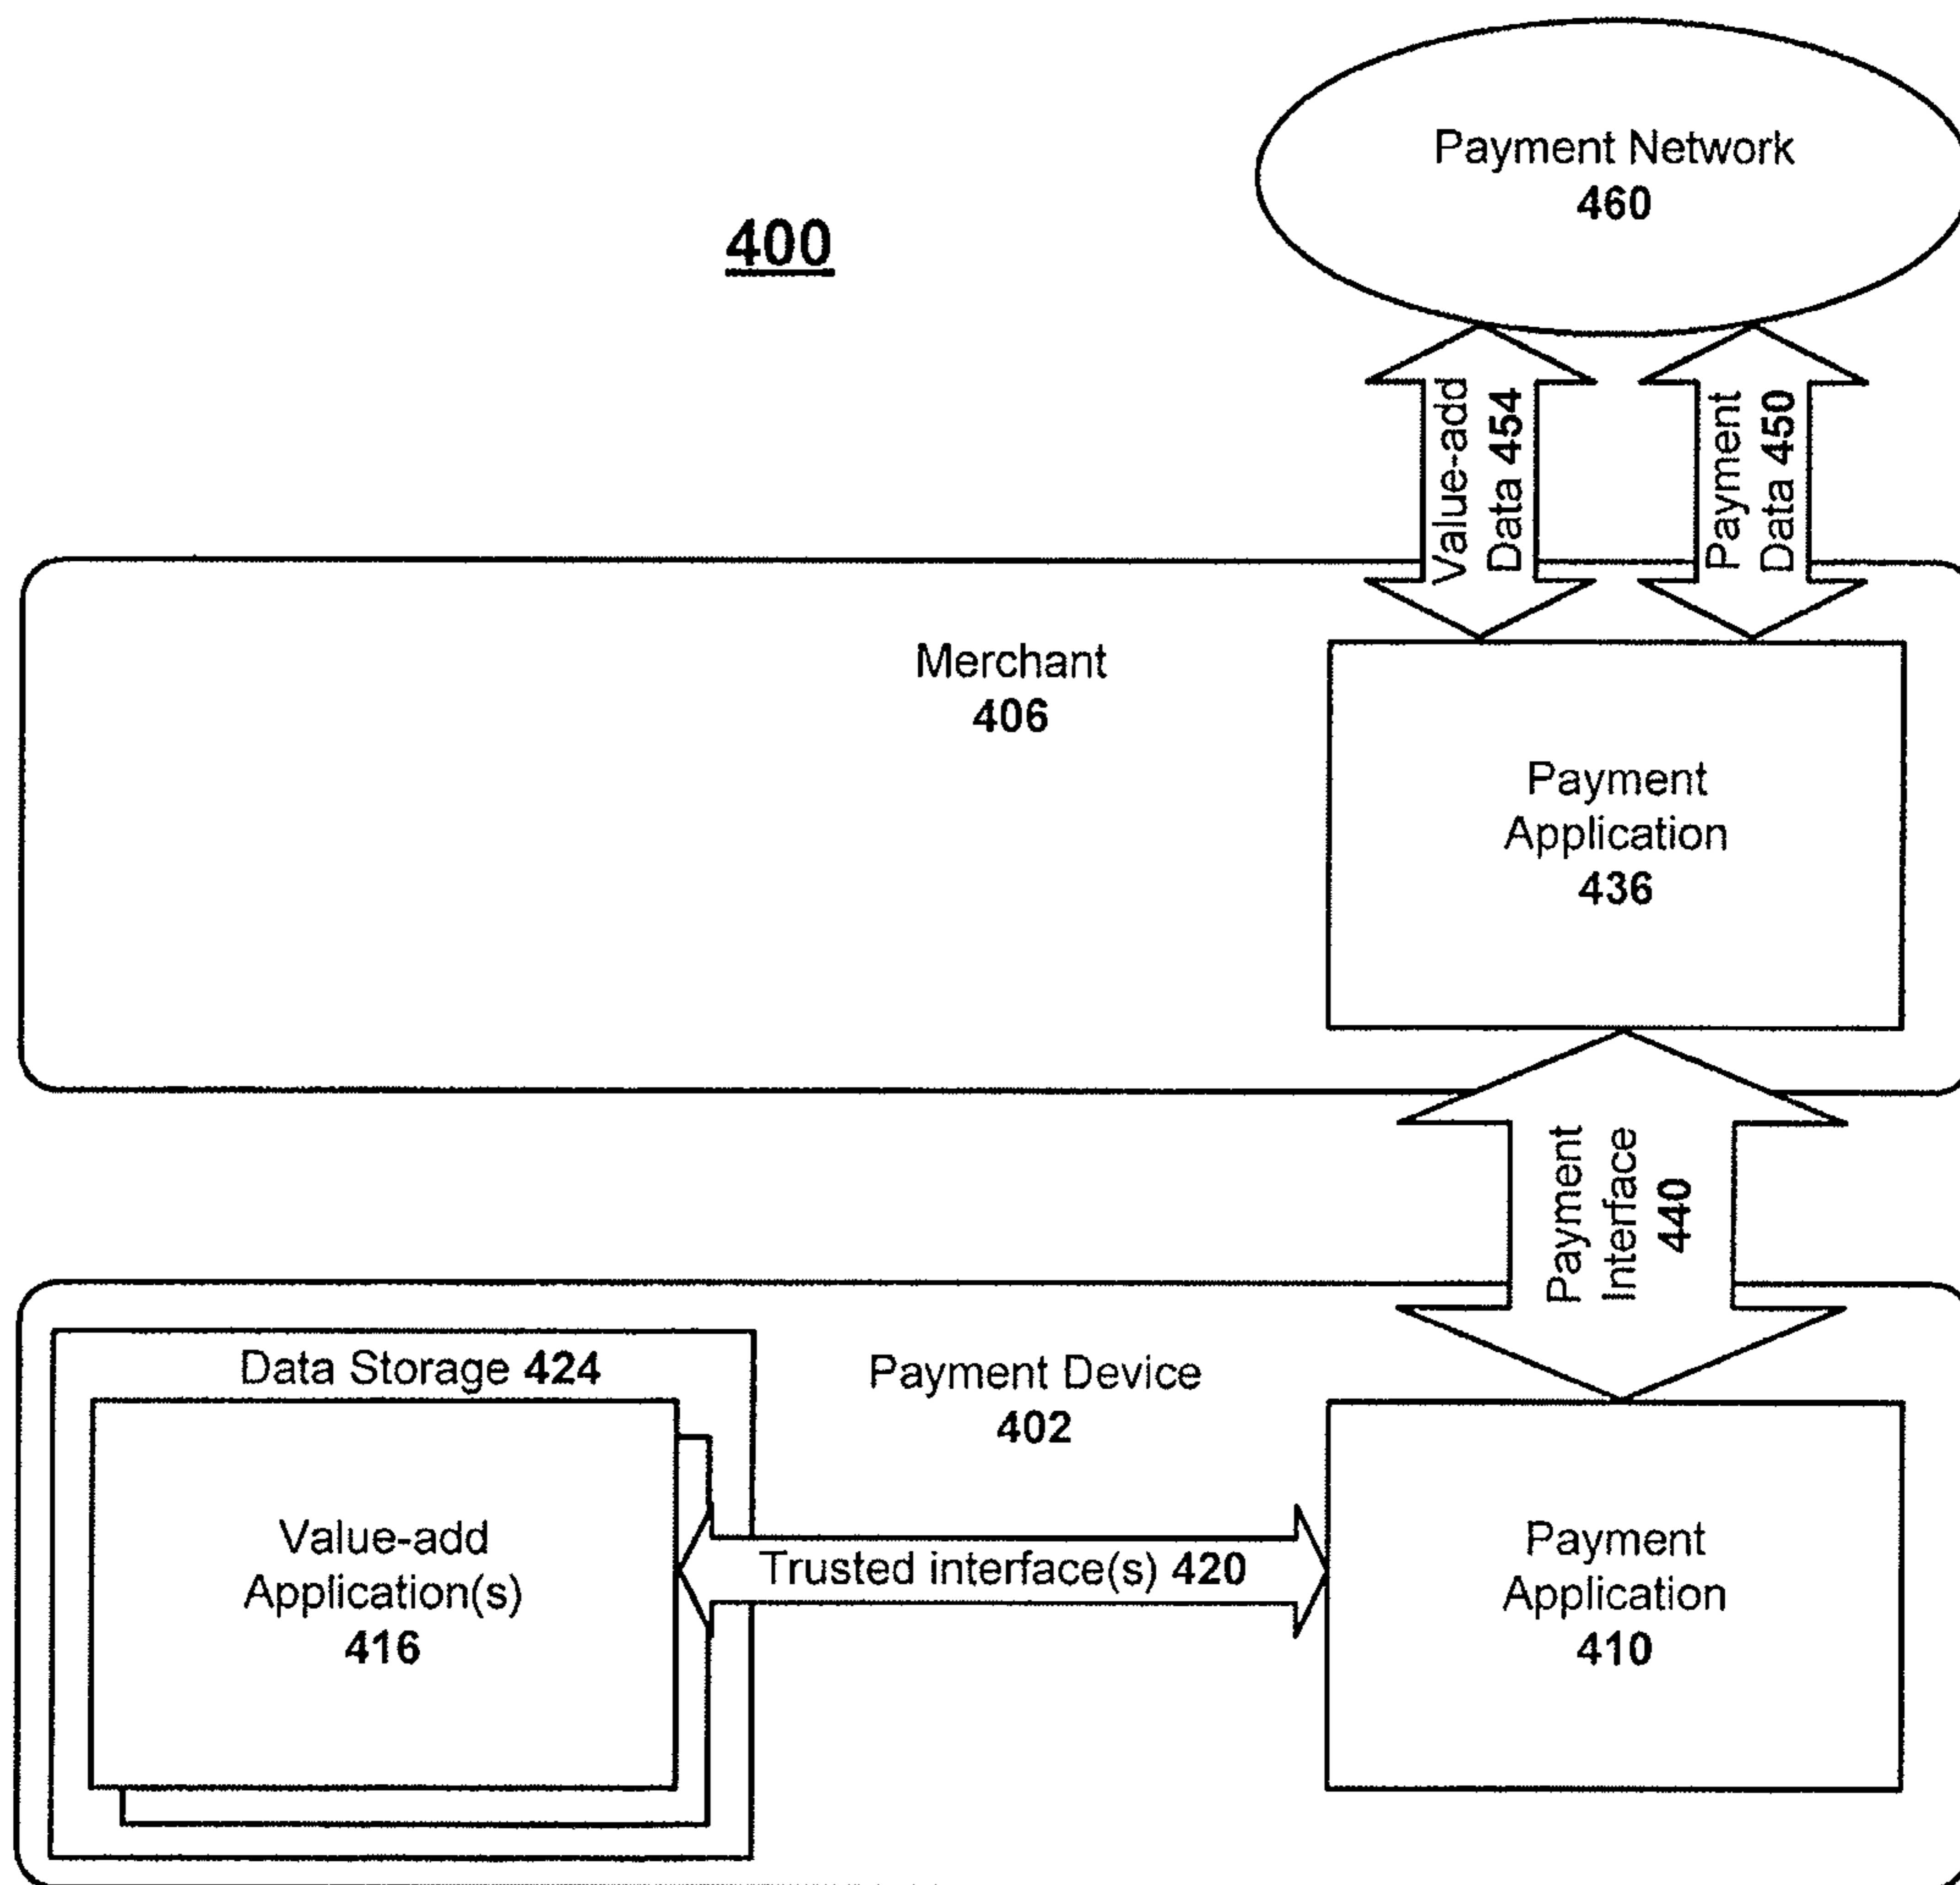 Payment Network
460
400
Value-add
Data 454
Payment
Data 450
Merchant
406
Payment
Application
436
Payment
Interface
440
Data Storage 424
Payment Device
402
Value-add
Application(s)
416
Trusted interface(s) 420
Payment
Application
410